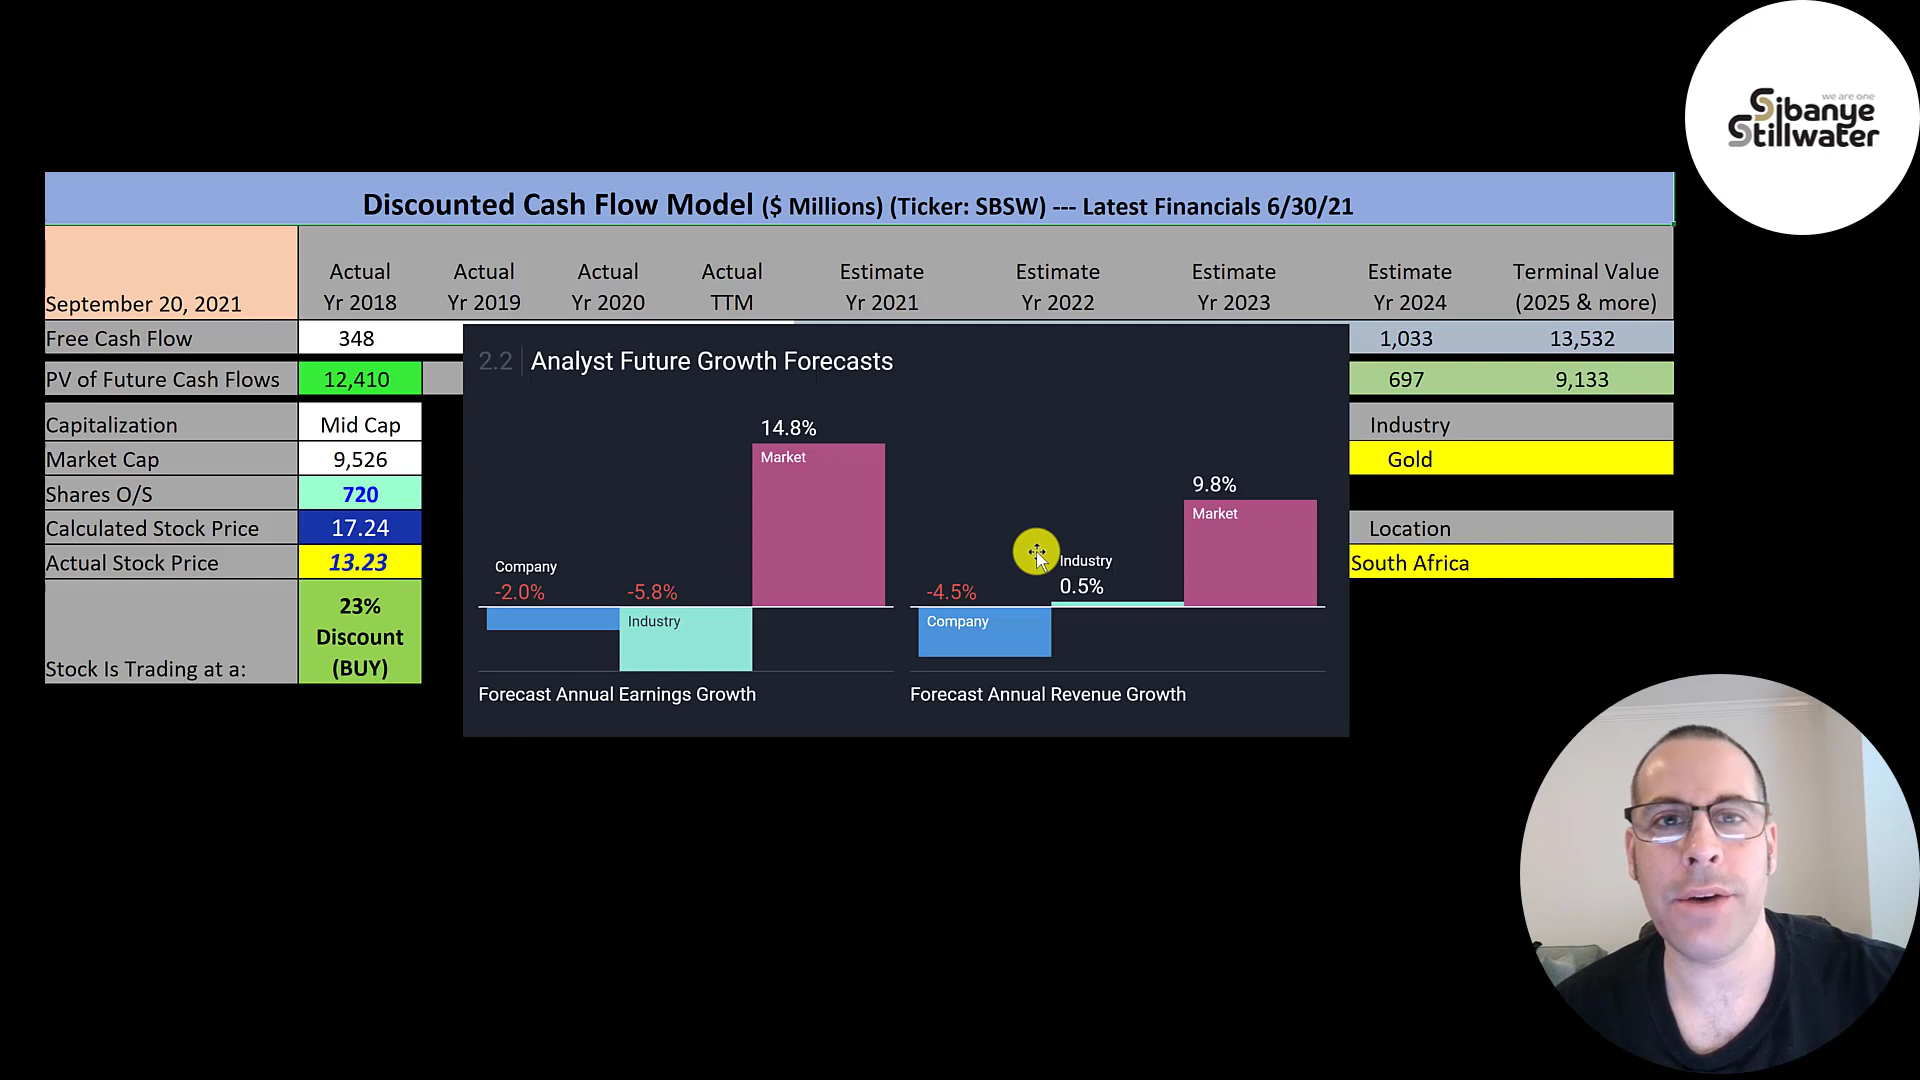 we are one
Sibanye
Stillwater
Discounted Cash Flow Model ($ Millions) (Ticker: SBSW) --- Latest Financials 6/30/21
September 20, 2021
Actual Yr 2018
Actual Yr 2019
Actual Yr 2020
Actual TTM
Estimate Yr 2021
Estimate Yr 2022
Estimate Yr 2023
Estimate Yr 2024
Terminal Value (2025 & more)
Free Cash Flow 348 1,033 13,532
PV of Future Cash Flows 12,410 697 9,133
Capitalization Mid Cap
Market Cap 9,526
Shares O/S 720
Calculated Stock Price 17.24
Actual Stock Price 13.23
Stock Is Trading at a: 23% Discount (BUY)
Industry
Gold
Location
South Africa
2.2 Analyst Future Growth Forecasts
Company
-2.0%
-5.8%
Industry
14.8%
Market
Forecast Annual Earnings Growth
-4.5%
Company
Industry
0.5%
9.8%
Market
Forecast Annual Revenue Growth